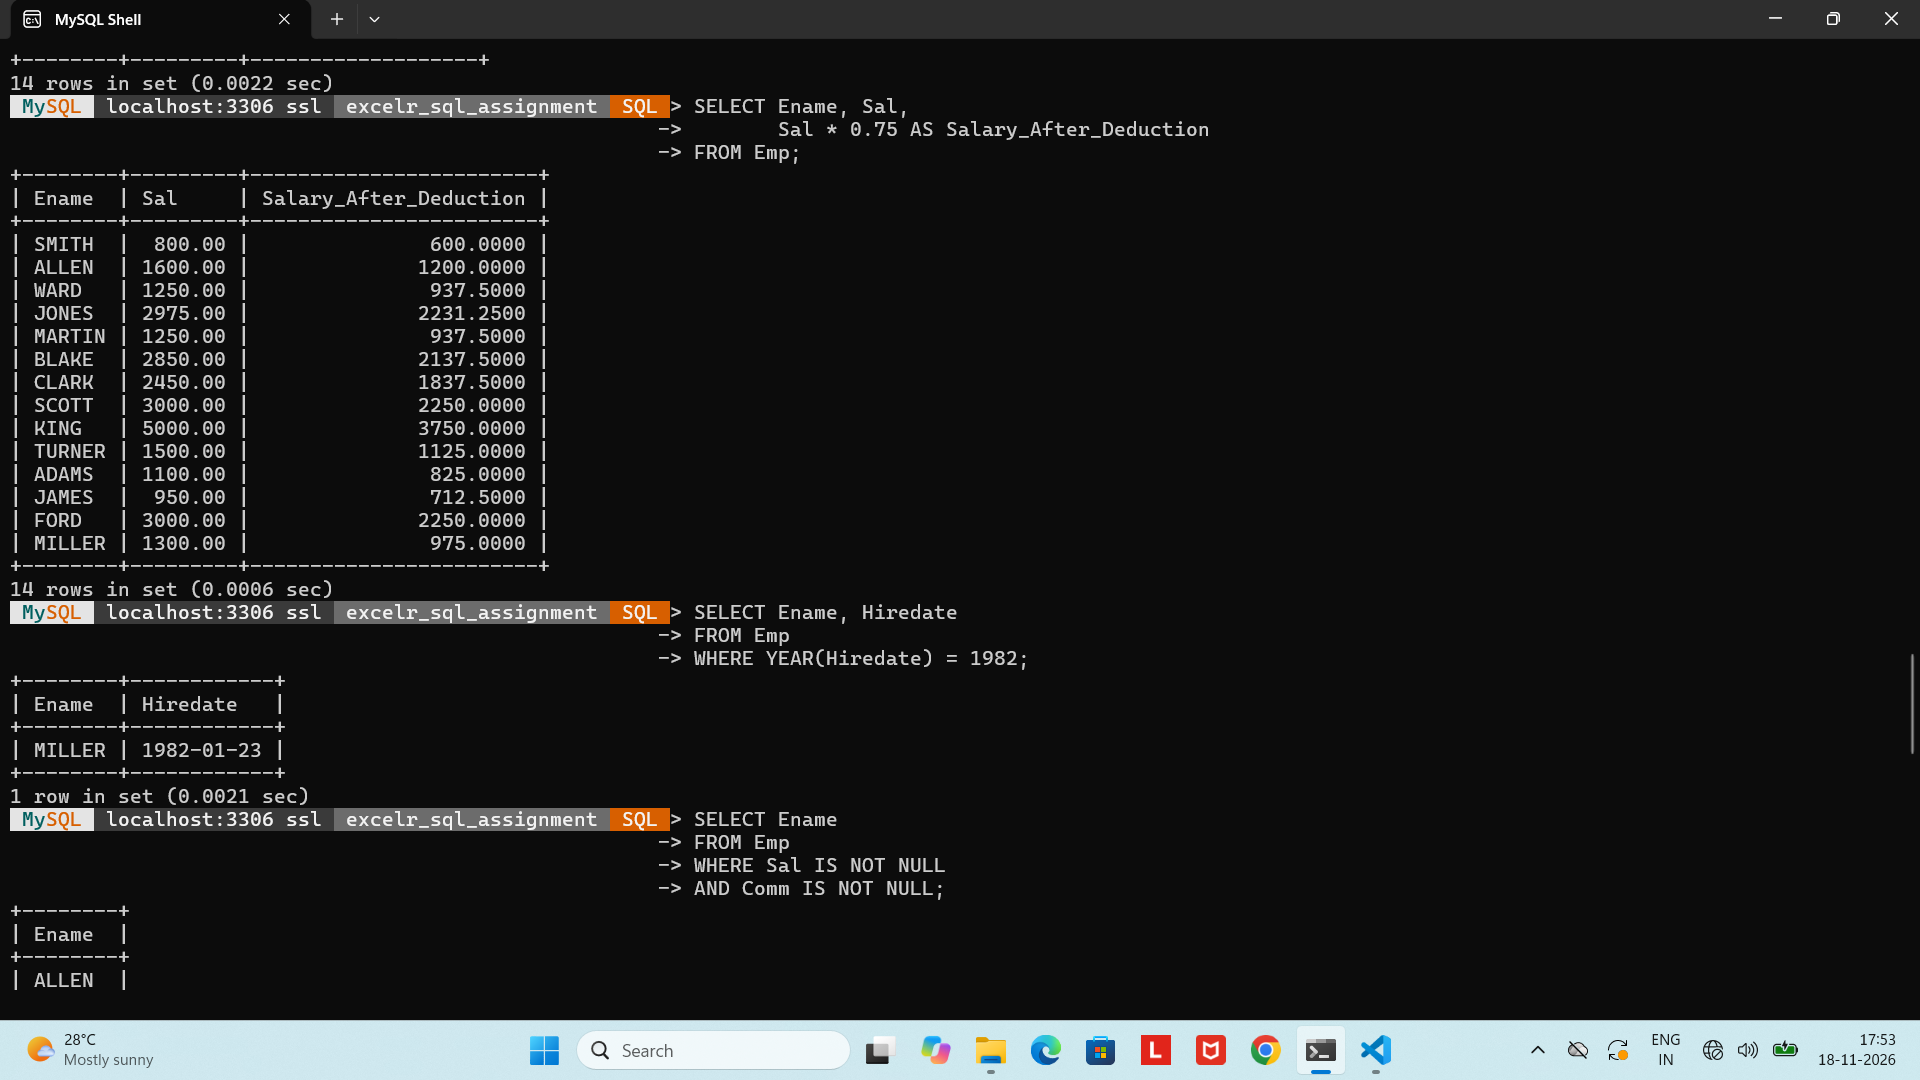 MySQL Shell
+--------+---------+-------------------+
14 rows in set (0.0022 sec)
MySQL localhost:3306 ssl excelr_sql_assignment SQL > SELECT Ename, Sal,
-> Sal * 0.75 AS Salary_After_Deduction
-> FROM Emp;
+--------+---------+------------------------+
| Ename  | Sal     | Salary_After_Deduction |
+--------+---------+------------------------+
| SMITH  |  800.00 |               600.0000 |
| ALLEN  | 1600.00 |              1200.0000 |
| WARD   | 1250.00 |               937.5000 |
| JONES  | 2975.00 |              2231.2500 |
| MARTIN | 1250.00 |               937.5000 |
| BLAKE  | 2850.00 |              2137.5000 |
| CLARK  | 2450.00 |              1837.5000 |
| SCOTT  | 3000.00 |              2250.0000 |
| KING   | 5000.00 |              3750.0000 |
| TURNER | 1500.00 |              1125.0000 |
| ADAMS  | 1100.00 |               825.0000 |
| JAMES  |  950.00 |               712.5000 |
| FORD   | 3000.00 |              2250.0000 |
| MILLER | 1300.00 |               975.0000 |
+--------+---------+------------------------+
14 rows in set (0.0006 sec)
MySQL localhost:3306 ssl excelr_sql_assignment SQL > SELECT Ename, Hiredate
-> FROM Emp
-> WHERE YEAR(Hiredate) = 1982;
+--------+------------+
| Ename  | Hiredate   |
+--------+------------+
| MILLER | 1982-01-23 |
+--------+------------+
1 row in set (0.0021 sec)
MySQL localhost:3306 ssl excelr_sql_assignment SQL > SELECT Ename
-> FROM Emp
-> WHERE Sal IS NOT NULL
-> AND Comm IS NOT NULL;
+--------+
| Ename  |
+--------+
| ALLEN  |
28°C
Mostly sunny
Search
L
ENG
IN
17:53
18-11-2026